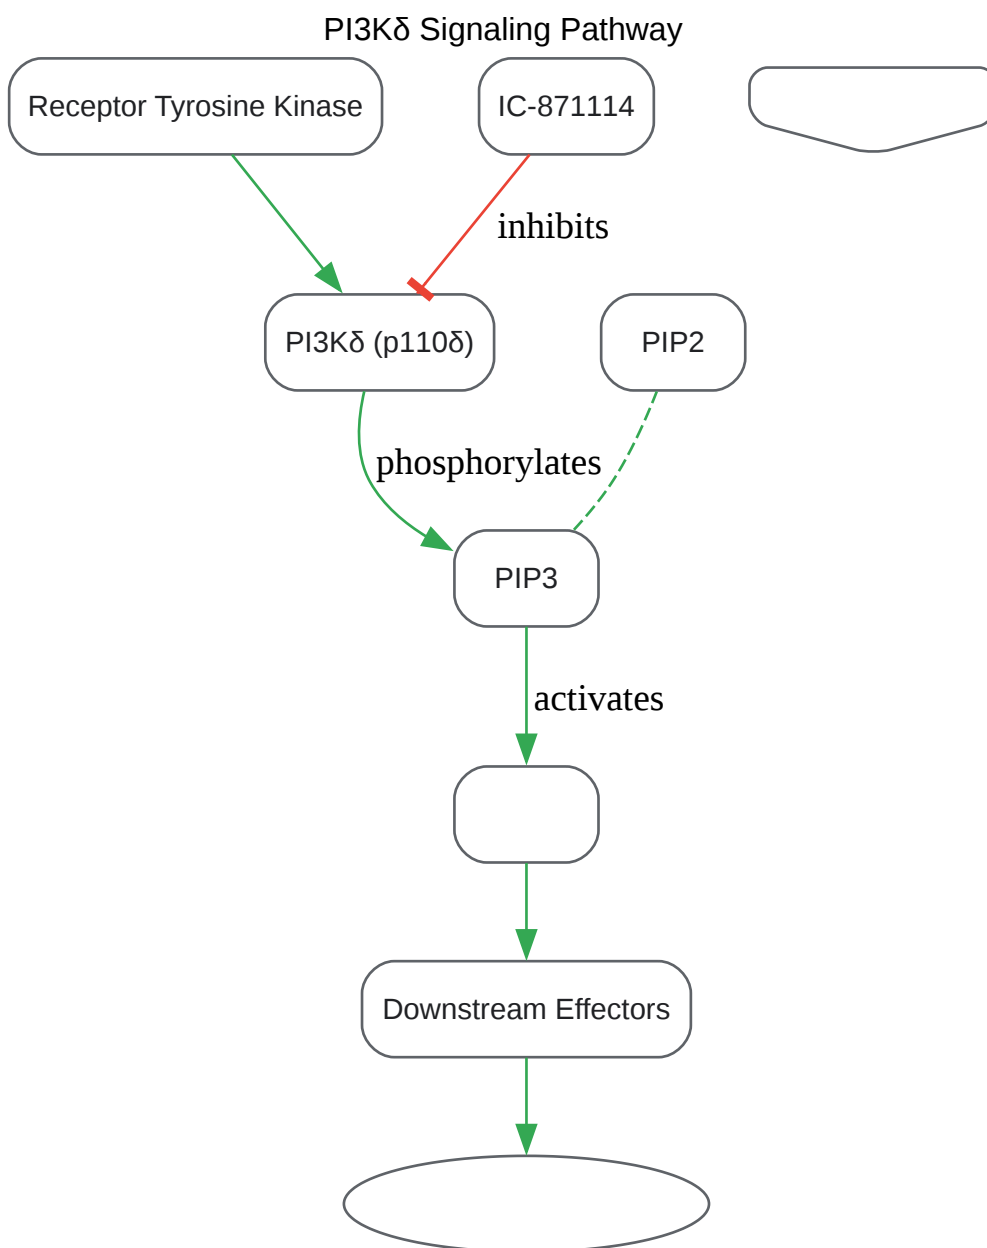 PI3Kδ Signaling Pathway
Receptor Tyrosine Kinase
IC-871114
inhibits
PI3Kδ (p110δ)
PIP2
phosphorylates
PIP3
activates
Downstream Effectors